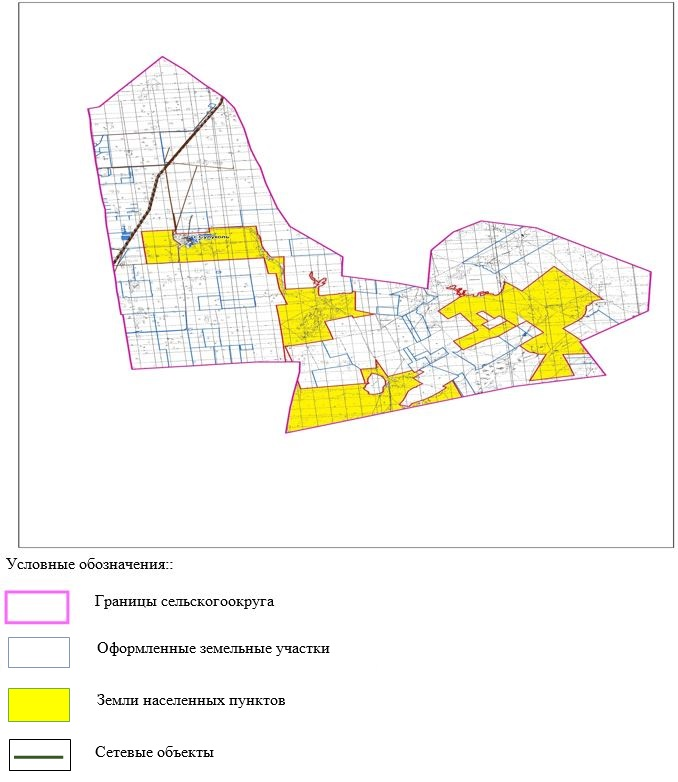 Условные обозначения::
Границы сельскогоокруга
Оформленные земельные участки
Земли населенных пунктов
Сетевые объекты